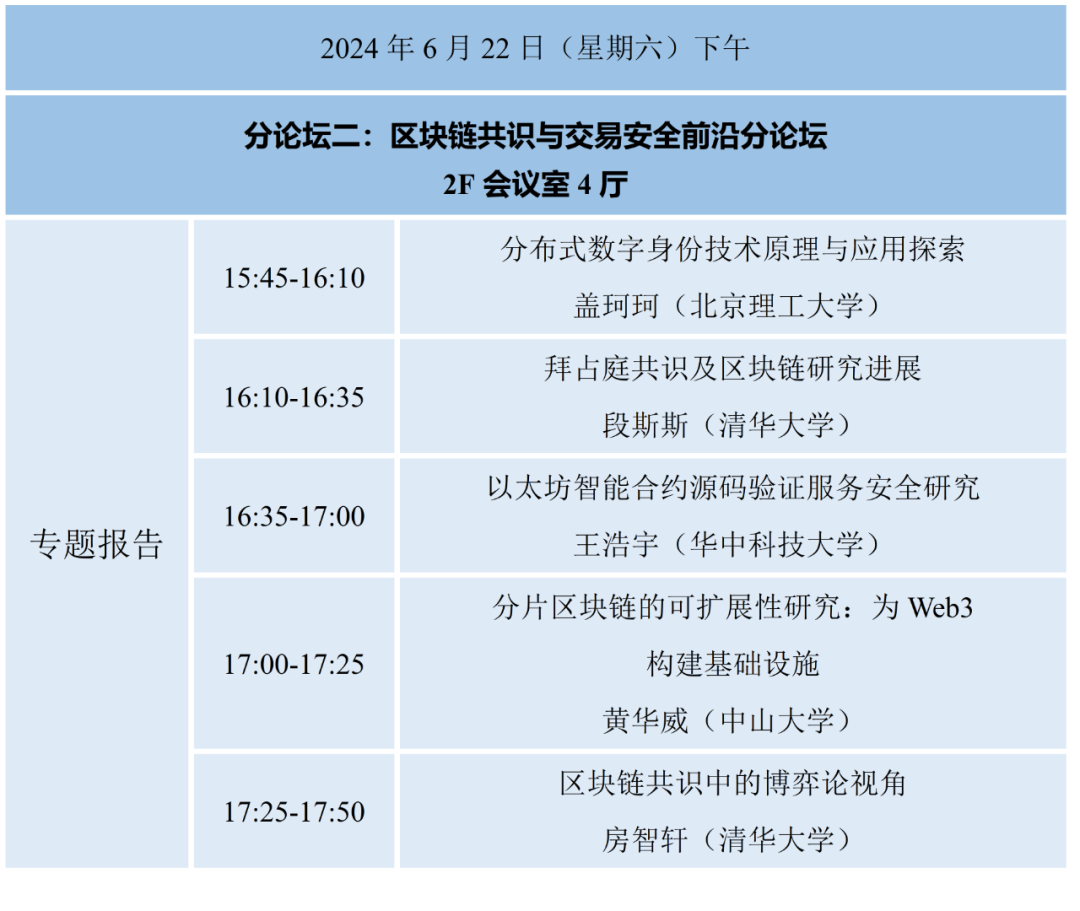 2024 年 6 月 22 日（星期六）下午
分论坛二：区块链共识与交易安全前沿分论坛
2F 会议室 4 厅
专题报告
15:45-16:10
分布式数字身份技术原理与应用探索
盖珂珂（北京理工大学）
16:10-16:35
拜占庭共识及区块链研究进展
段斯斯（清华大学）
16:35-17:00
以太坊智能合约源码验证服务安全研究
王浩宇（华中科技大学）
17:00-17:25
分片区块链的可扩展性研究：为 Web3
构建基础设施
黄华威（中山大学）
17:25-17:50
区块链共识中的博弈论视角
房智轩（清华大学）